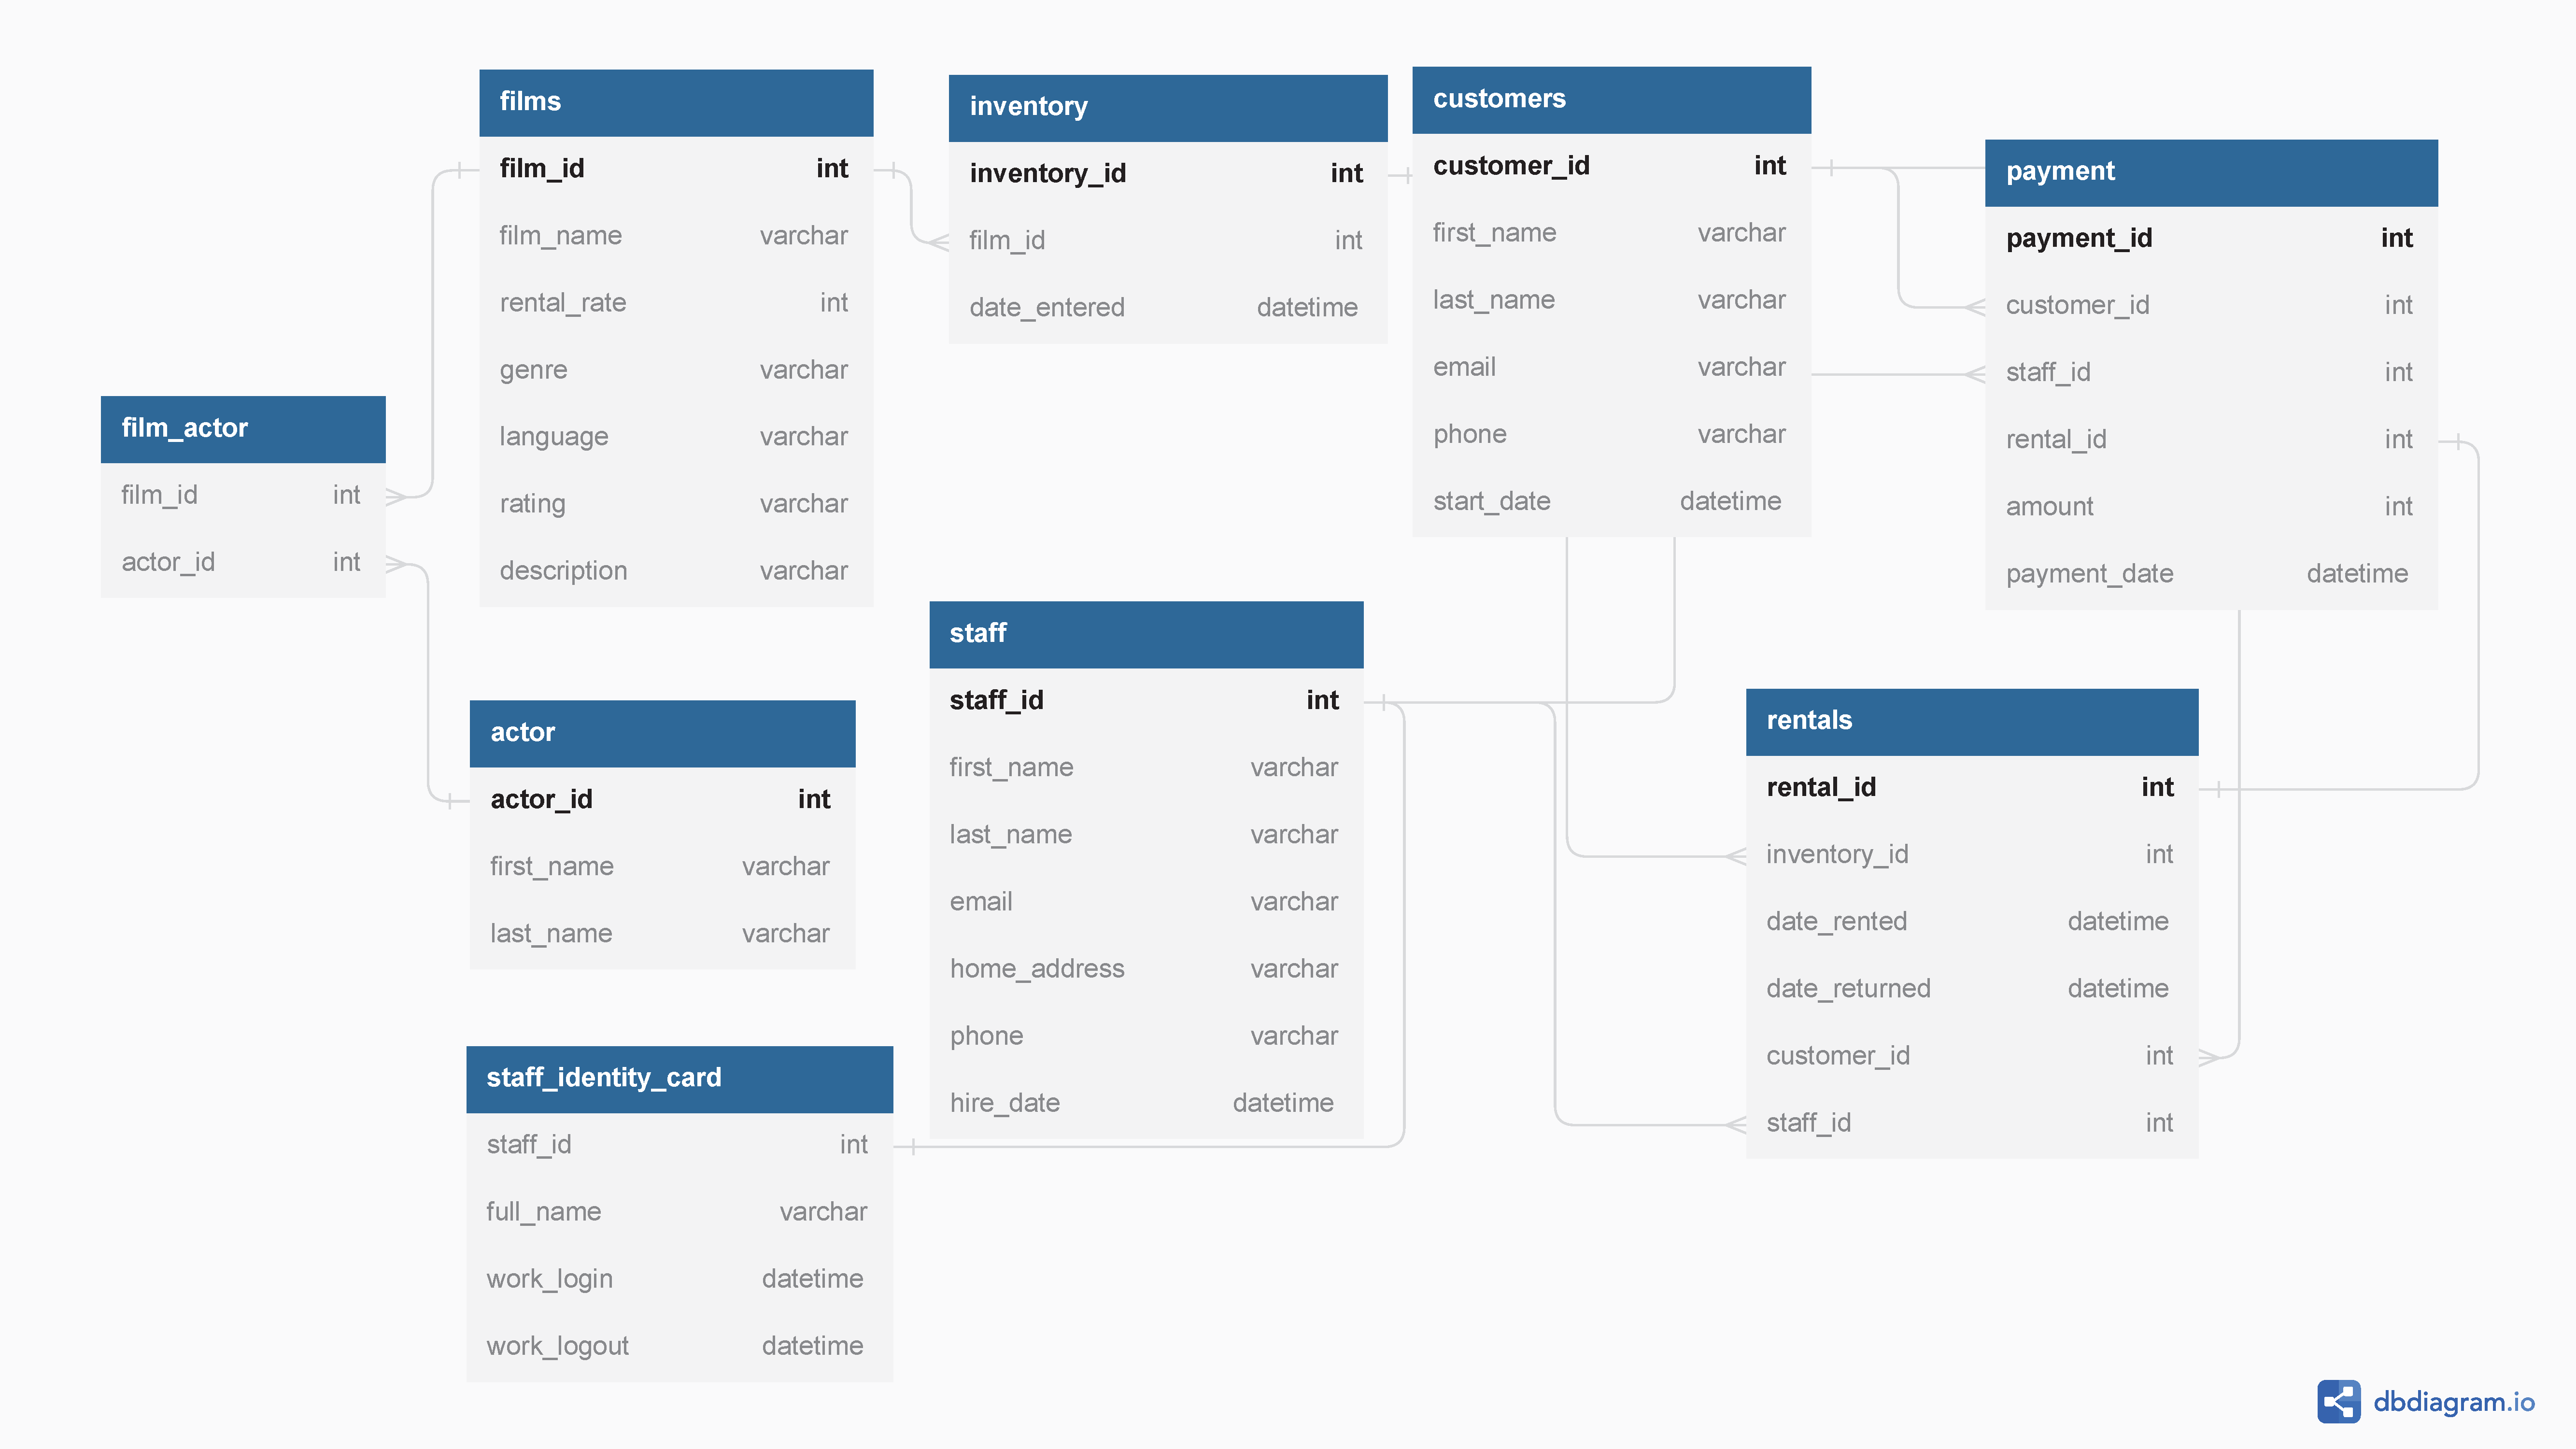 films
film_id int
film_name varchar
rental_rate int
genre varchar
language varchar
rating varchar
description varchar
inventory
inventory_id int
film_id int
date_entered datetime
customers
customer_id int
first_name varchar
last_name varchar
email varchar
phone varchar
start_date datetime
payment
payment_id int
customer_id int
staff_id int
rental_id int
amount int
payment_date datetime
film_actor
film_id int
actor_id int
actor
actor_id int
first_name varchar
last_name varchar
staff
staff_id int
first_name varchar
last_name varchar
email varchar
home_address varchar
phone varchar
hire_date datetime
rentals
rental_id int
inventory_id int
date_rented datetime
date_returned datetime
customer_id int
staff_id int
staff_identity_card
staff_id int
full_name varchar
work_login datetime
work_logout datetime
dbdiagram.io